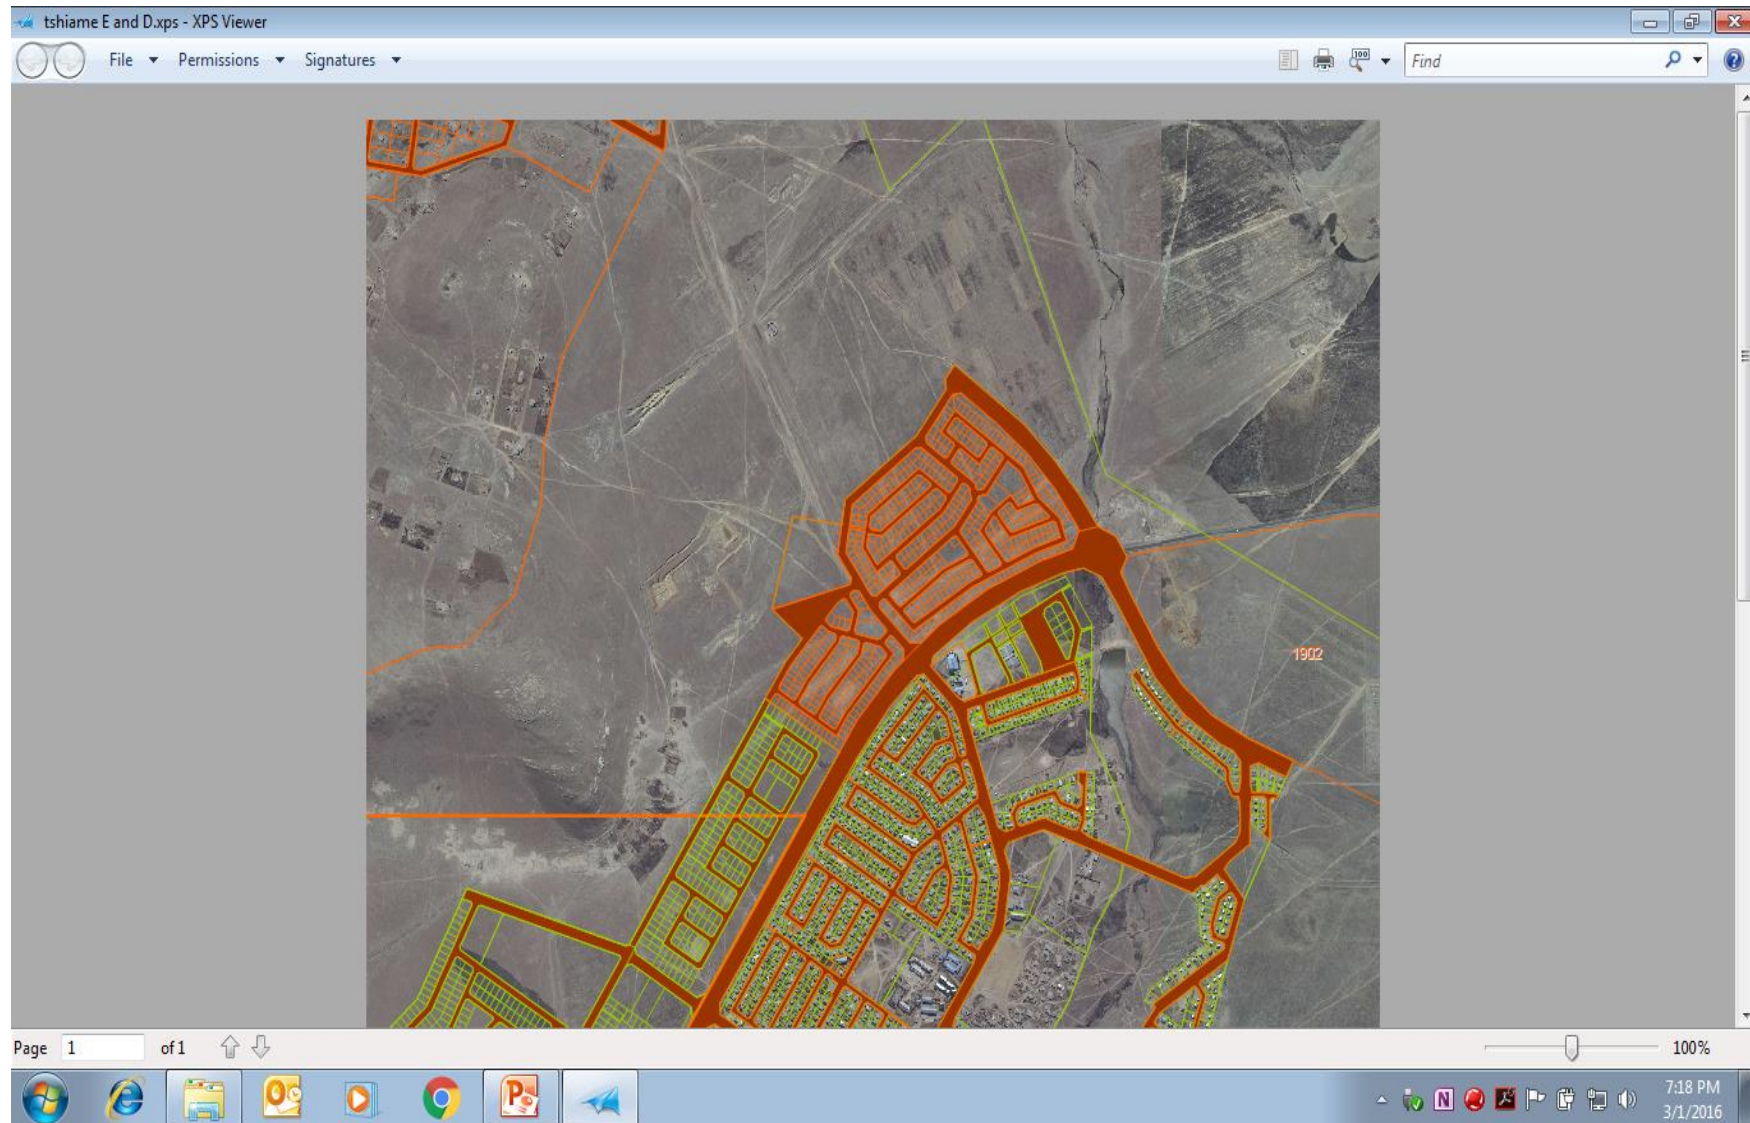 tshiame E and D.xps - XPS Viewer
File Permissions Signatures
100
Find
1902
Page 1 of 1
100%
7:18 PM
3/1/2016